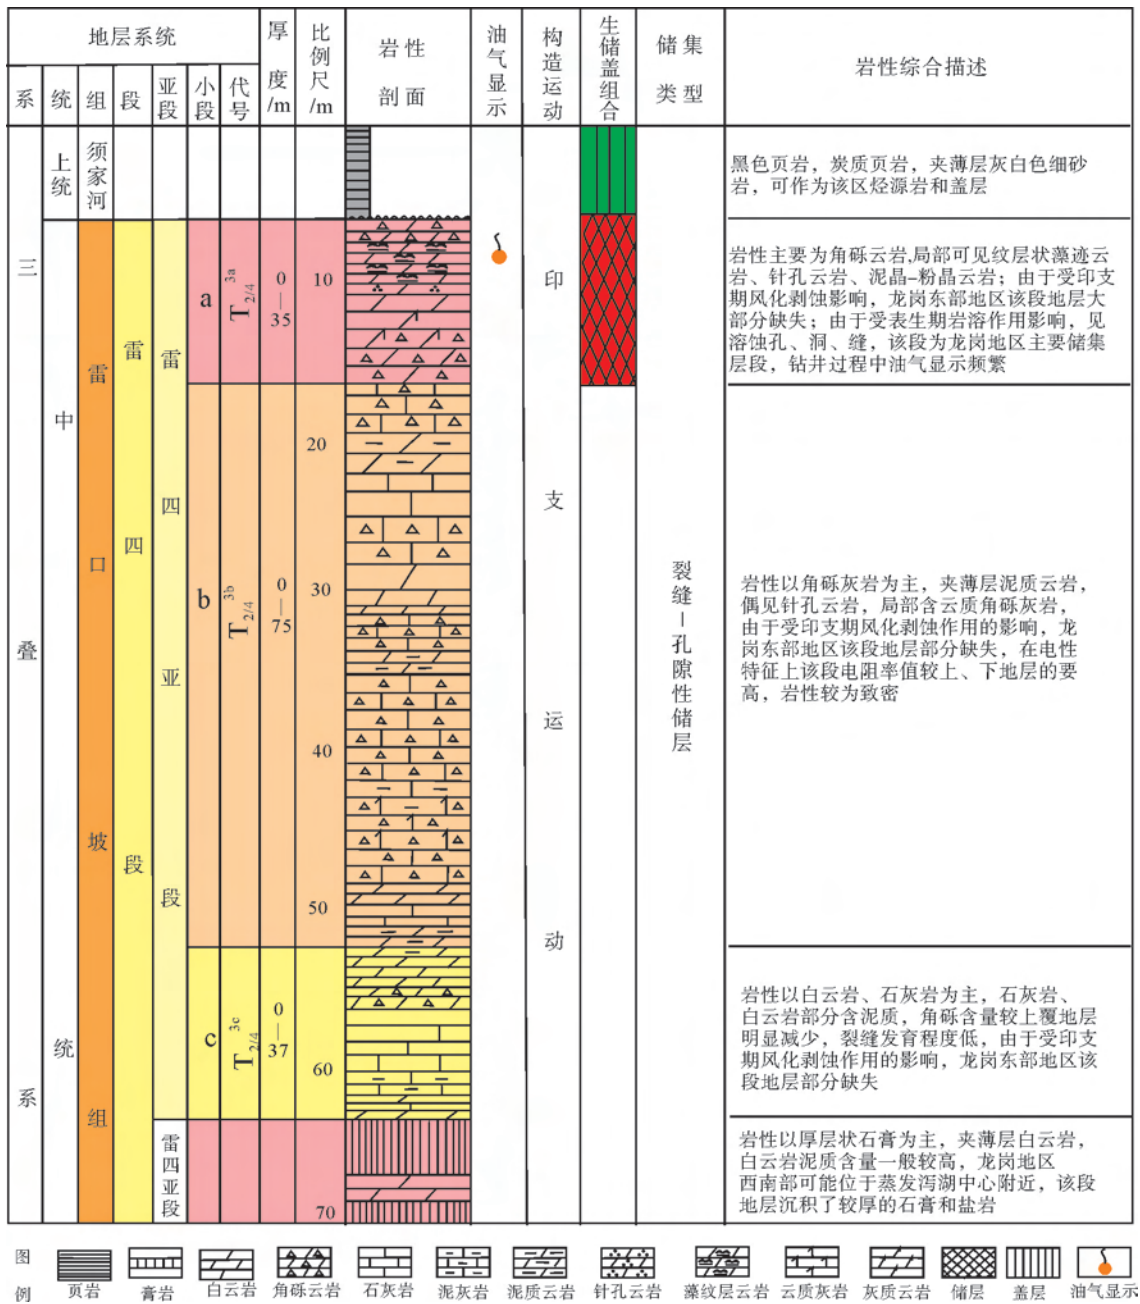 地层系统
系
统
组
段
亚段
小段
代号
厚度/m
比例尺/m
岩性
剖面
油气显示
构造运动
生储盖组合
储集
类型
岩性综合描述
三叠系
上统
中统
须家河
雷口坡组
雷四段
雷四亚段
雷四亚段
a
T 3a 2/4
0—35
b
T 3b 2/4
0—75
c
T 3c 2/4
0—37
10
20
30
40
50
60
70
印支运动
裂缝—孔隙性储层
黑色页岩，炭质页岩，夹薄层灰白色细砂
岩，可作为该区烃源岩和盖层
岩性主要为角砾云岩,局部可见纹层状藻迹云
岩、针孔云岩、泥晶–粉晶云岩；由于受印支
期风化剥蚀影响，龙岗东部地区该段地层大
部分缺失；由于受表生期岩溶作用影响，见
溶蚀孔、洞、缝，该段为龙岗地区主要储集
层段，钻井过程中油气显示频繁
岩性以角砾灰岩为主，夹薄层泥质云岩，
偶见针孔云岩，局部含云质角砾灰岩，
由于受印支期风化剥蚀作用的影响，龙
岗东部地区该段地层部分缺失，在电性
特征上该段电阻率值较上、下地层的要
高，岩性较为致密
岩性以白云岩、石灰岩为主，石灰岩、
白云岩部分含泥质，角砾含量较上覆地层
明显减少，裂缝发育程度低，由于受印支
期风化剥蚀作用的影响，龙岗东部地区该
段地层部分缺失
岩性以厚层状石膏为主，夹薄层白云岩，
白云岩泥质含量一般较高，龙岗地区
西南部可能位于蒸发泻湖中心附近，该段
地层沉积了较厚的石膏和盐岩
图例
页岩
膏岩
白云岩
角砾云岩
石灰岩
泥灰岩
泥质云岩
针孔云岩
藻纹层云岩
云质灰岩
灰质云岩
储层
盖层
油气显示